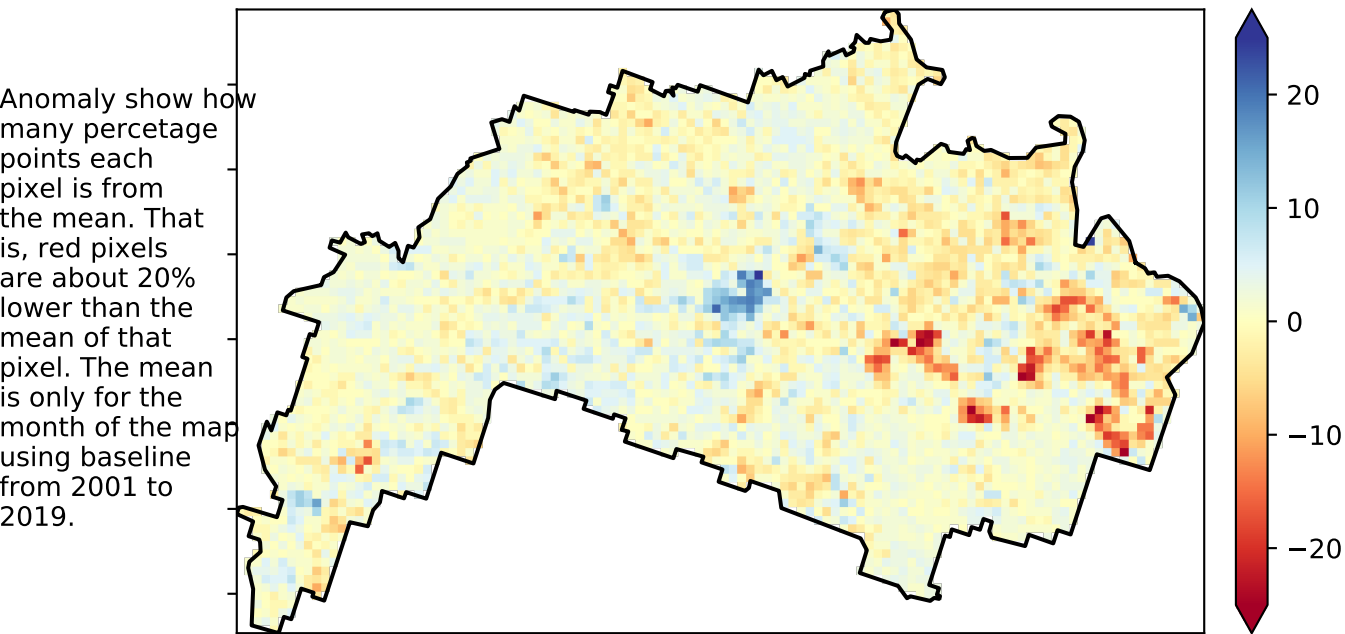 Anomaly show how
many percetage
points each
pixel is from
the mean. That
is, red pixels
are about 20%
lower than the
mean of that
pixel. The mean
is only for the
month of the map
using baseline
from 2001 to
2019.
20
10
0
−10
−20